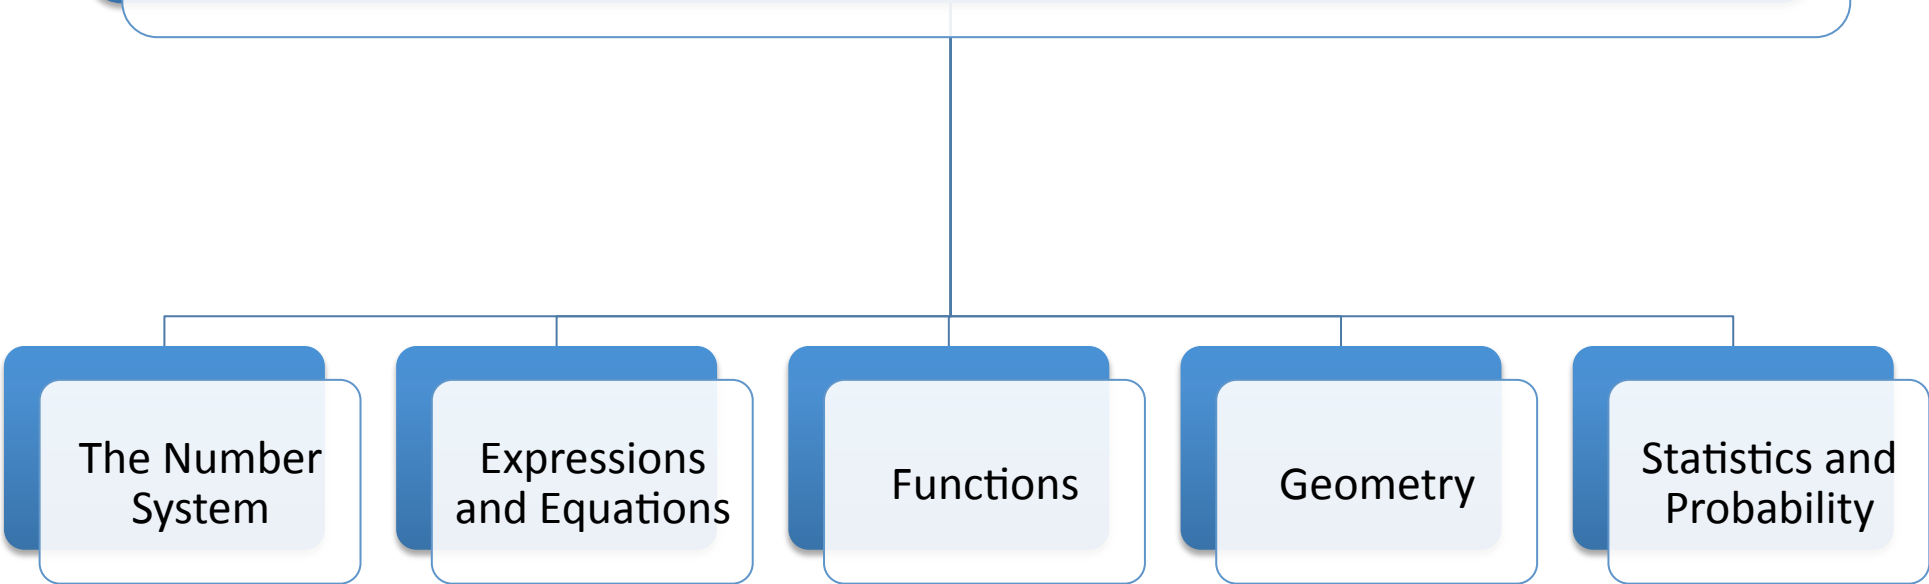 The Number
System
Expressions
and Equations
Functions
Geometry
Statistics and
Probability